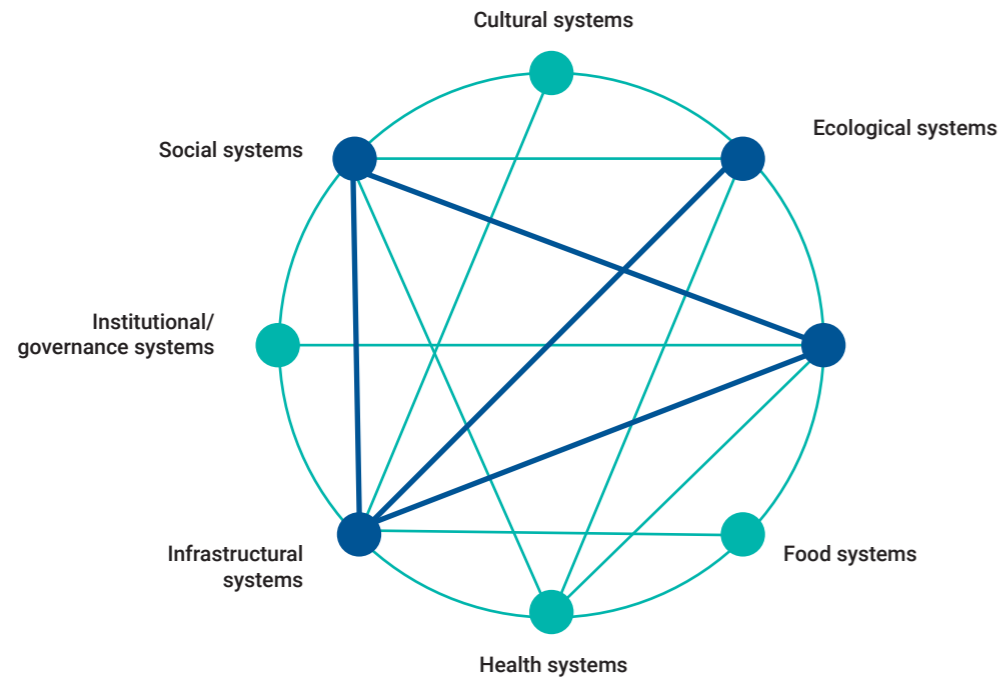 Cultural systems
Ecological systems
Social systems
Institutional/
governance systems
Infrastructural
systems
Food systems
Health systems